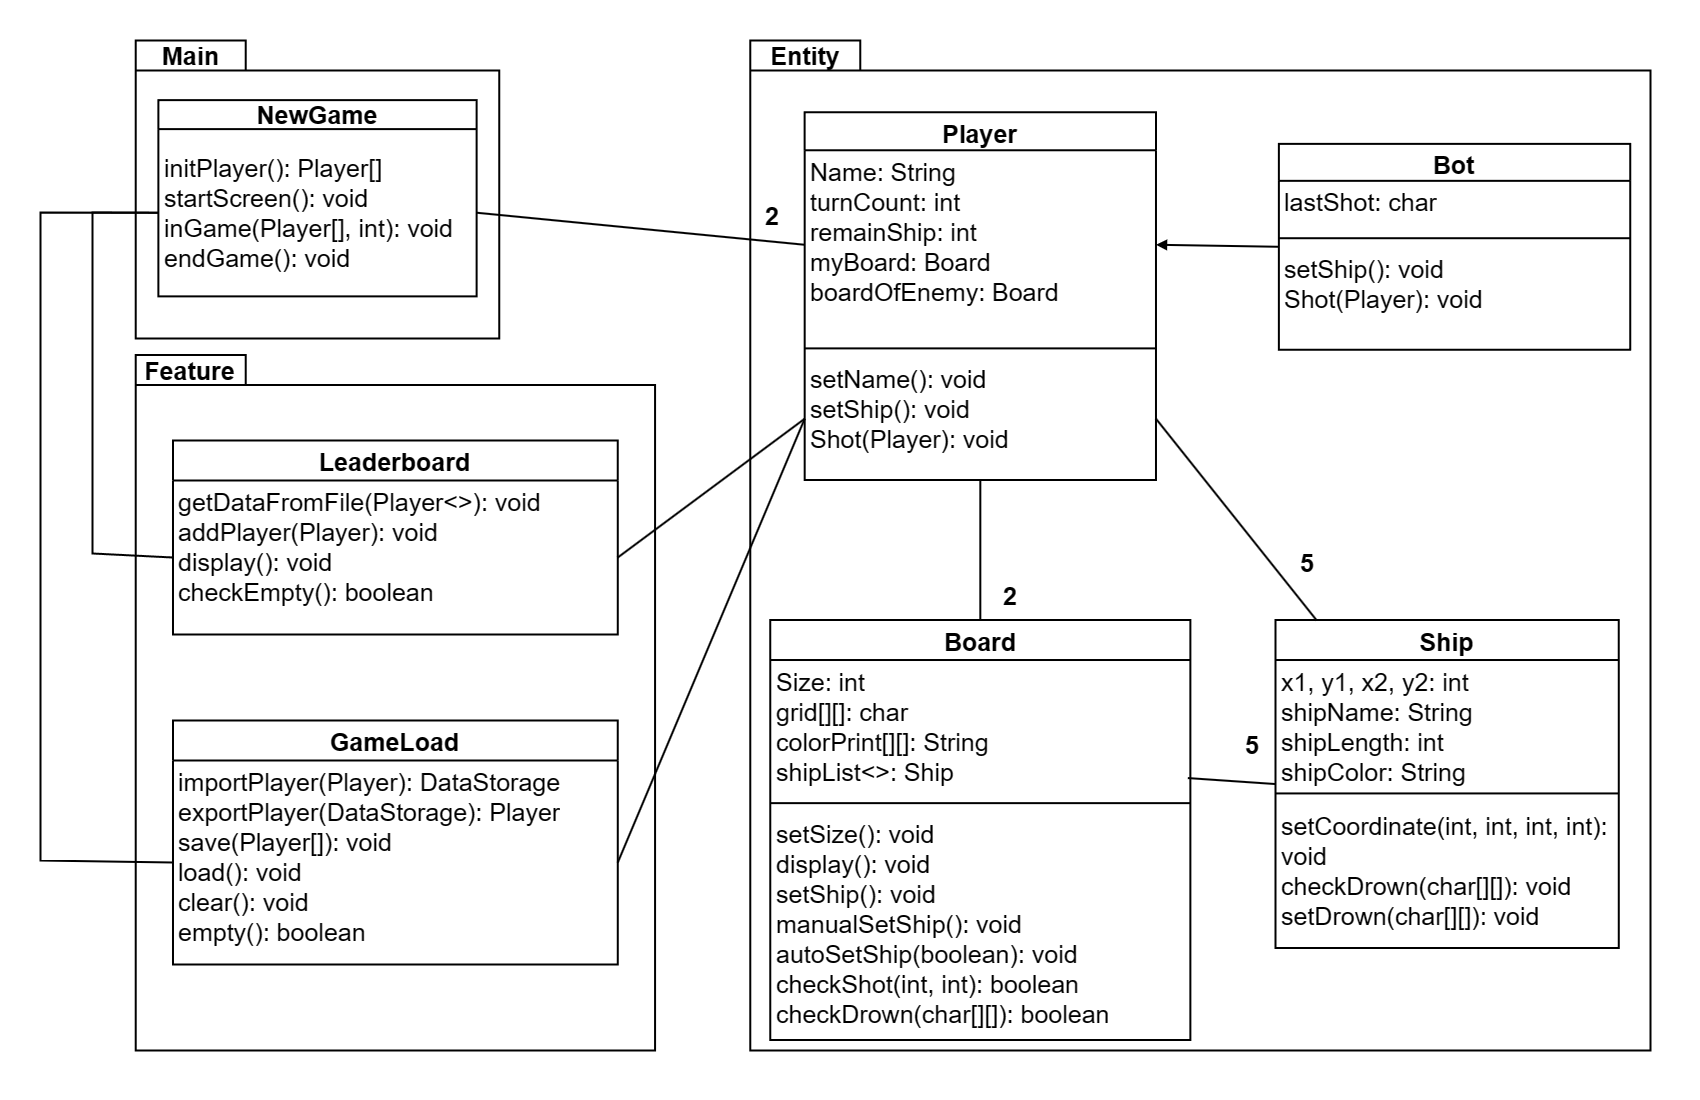 Main
NewGame
initPlayer(): Player[]
startScreen(): void
inGame(Player[], int): void
endGame(): void
Feature
Leaderboard
getDataFromFile(Player<>): void
addPlayer(Player): void
display(): void
checkEmpty(): boolean
GameLoad
importPlayer(Player): DataStorage
exportPlayer(DataStorage): Player
save(Player[]): void
load(): void
clear(): void
empty(): boolean
Entity
2
Player
Name: String
turnCount: int
remainShip: int
myBoard: Board
boardOfEnemy: Board
setName(): void
setShip(): void
Shot(Player): void
Bot
lastShot: char
setShip(): void
Shot(Player): void
5
2
Board
Size: int
grid[][]: char
colorPrint[][]: String
shipList<>: Ship
setSize(): void
display(): void
setShip(): void
manualSetShip(): void
autoSetShip(boolean): void
checkShot(int, int): boolean
checkDrown(char[][]): boolean
5
Ship
x1, y1, x2, y2: int
shipName: String
shipLength: int
shipColor: String
setCoordinate(int, int, int, int):
void
checkDrown(char[][]): void
setDrown(char[][]): void